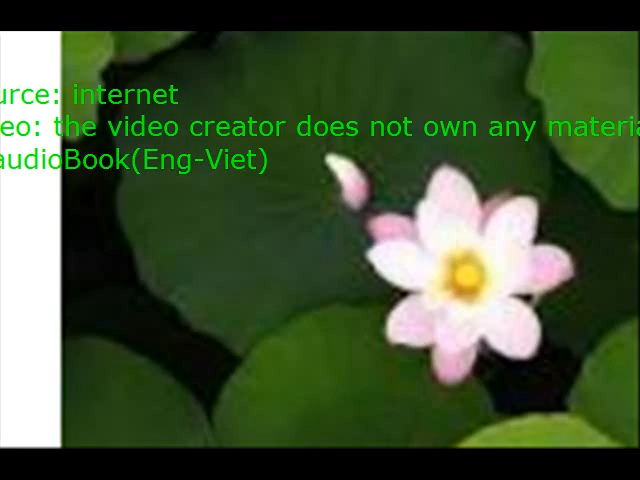 urce: internet
eo: the video creator does not own any materia
audioBook(Eng-Viet)